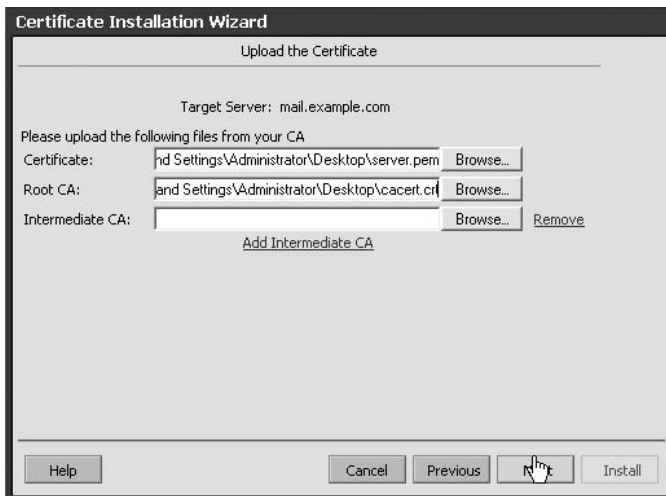 Certificate Installation Wizard
Upload the Certificate
Target Server: mail.example.com
Please upload the following files from your CA
Certificate: nd Settings\Administrator\Desktop\server.pem Browse...
Root CA: and Settings\Administrator\Desktop\cacert.crt Browse...
Intermediate CA: Browse... Remove
Add Intermediate CA
Help Cancel Previous Install